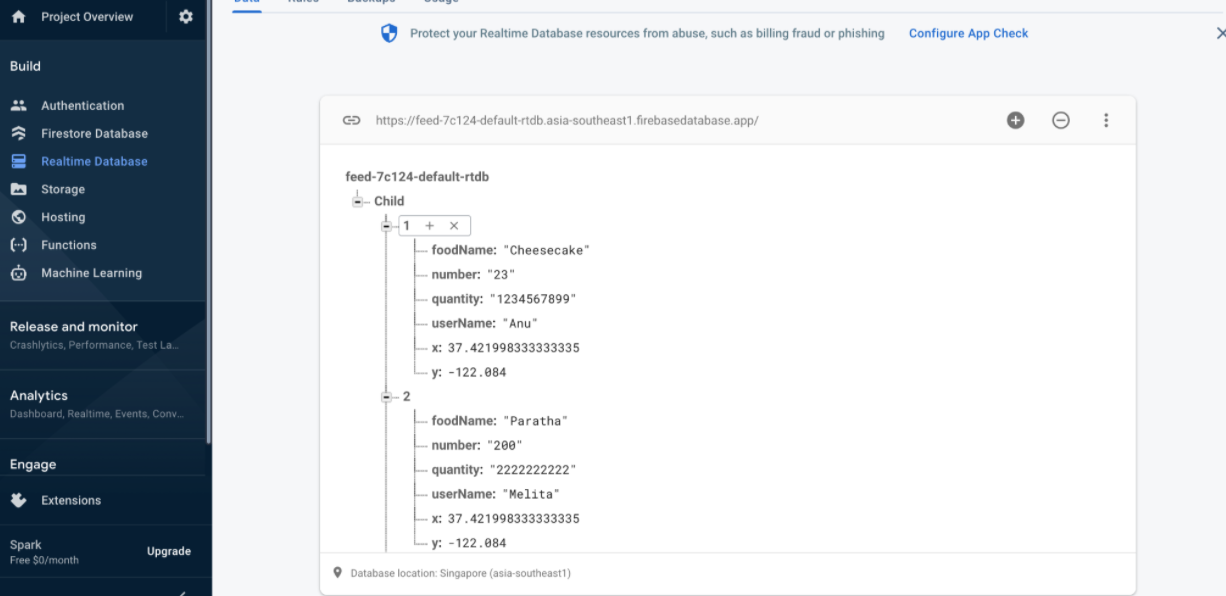 Project Overview
Build
Authentication
Firestore Database
Realtime Database
Storage
Hosting
Functions
Machine Learning
Release and monitor
Crashlytics, Performance, Test La...
Analytics
Dashboard, Realtime, Events, Conv...
Engage
Extensions
Spark
Free $0/month
Upgrade
Data Rules Backups Usage
Protect your Realtime Database resources from abuse, such as billing fraud or phishing Configure App Check
https://feed-7c124-default-rtdb.asia-southeast1.firebasedatabase.app/
feed-7c124-default-rtdb
Child
1
foodName: "Cheesecake"
number: "23"
quantity: "1234567899"
userName: "Anu"
x: 37.421998333333335
y: -122.084
2
foodName: "Paratha"
number: "200"
quantity: "2222222222"
userName: "Melita"
x: 37.421998333333335
y: -122.084
Database location: Singapore (asia-southeast1)